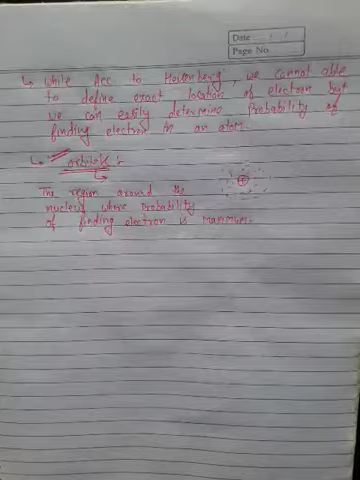 Date / /
Page No
↳ While Acc to Heisenberg, we cannot able
to define exact location of electron but
we can easily determine Probability of
finding electron in an atom.
orbitals :-
The region around the
nucleus where probability
of finding electron is maximum.